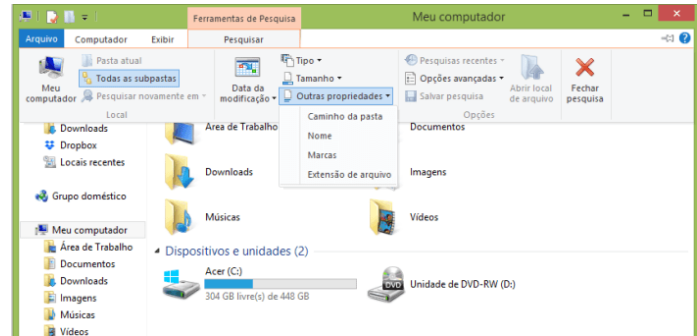 Ferramentas de Pesquisa
Meu computador
Arquivo
Computador
Exibir
Pesquisar
Meu computador
Pasta atual
Todas as subpastas
Pesquisar novamente em
Local
Data da modificação
Tipo
Tamanho
Outras propriedades
Caminho da pasta
Nome
Marcas
Extensão de arquivo
Pesquisas recentes
Opções avançadas
Salvar pesquisa
Abrir local de arquivo
Opções
Fechar pesquisa
Downloads
Dropbox
Locais recentes
Grupo doméstico
Meu computador
Área de Trabalho
Documentos
Downloads
Imagens
Músicas
Vídeos
Área de Trabalho
Documentos
Downloads
Imagens
Músicas
Vídeos
Dispositivos e unidades (2)
Acer (C:)
304 GB livre(s) de 448 GB
DVD
Unidade de DVD-RW (D:)